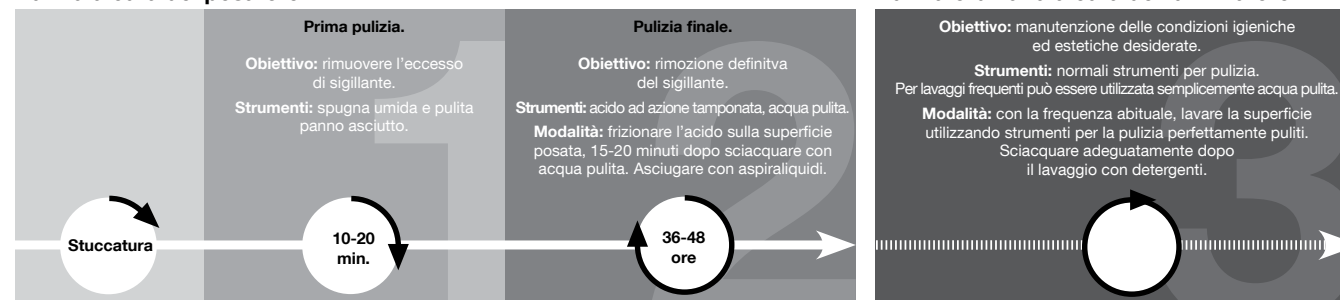 Prima pulizia.
Obiettivo: rimuovere l'eccesso
di sigillante.
Strumenti: spugna umida e pulita
panno asciutto.
1
Stuccatura
10-20
min.
Pulizia finale.
Obiettivo: rimozione definitva
del sigillante.
Strumenti: acido ad azione tamponata, acqua pulita.
Modalità: frizionare l'acido sulla superficie
posata, 15-20 minuti dopo sciacquare con
acqua pulita. Asciugare con aspiraliquidi.
2
36-48
ore
Obiettivo: manutenzione delle condizioni igieniche
ed estetiche desiderate.
Strumenti: normali strumenti per pulizia.
Per lavaggi frequenti può essere utilizzata semplicemente acqua pulita.
Modalità: con la frequenza abituale, lavare la superficie
utilizzando strumenti per la pulizia perfettamente puliti.
Sciacquare adeguatamente dopo
il lavaggio con detergenti.
3